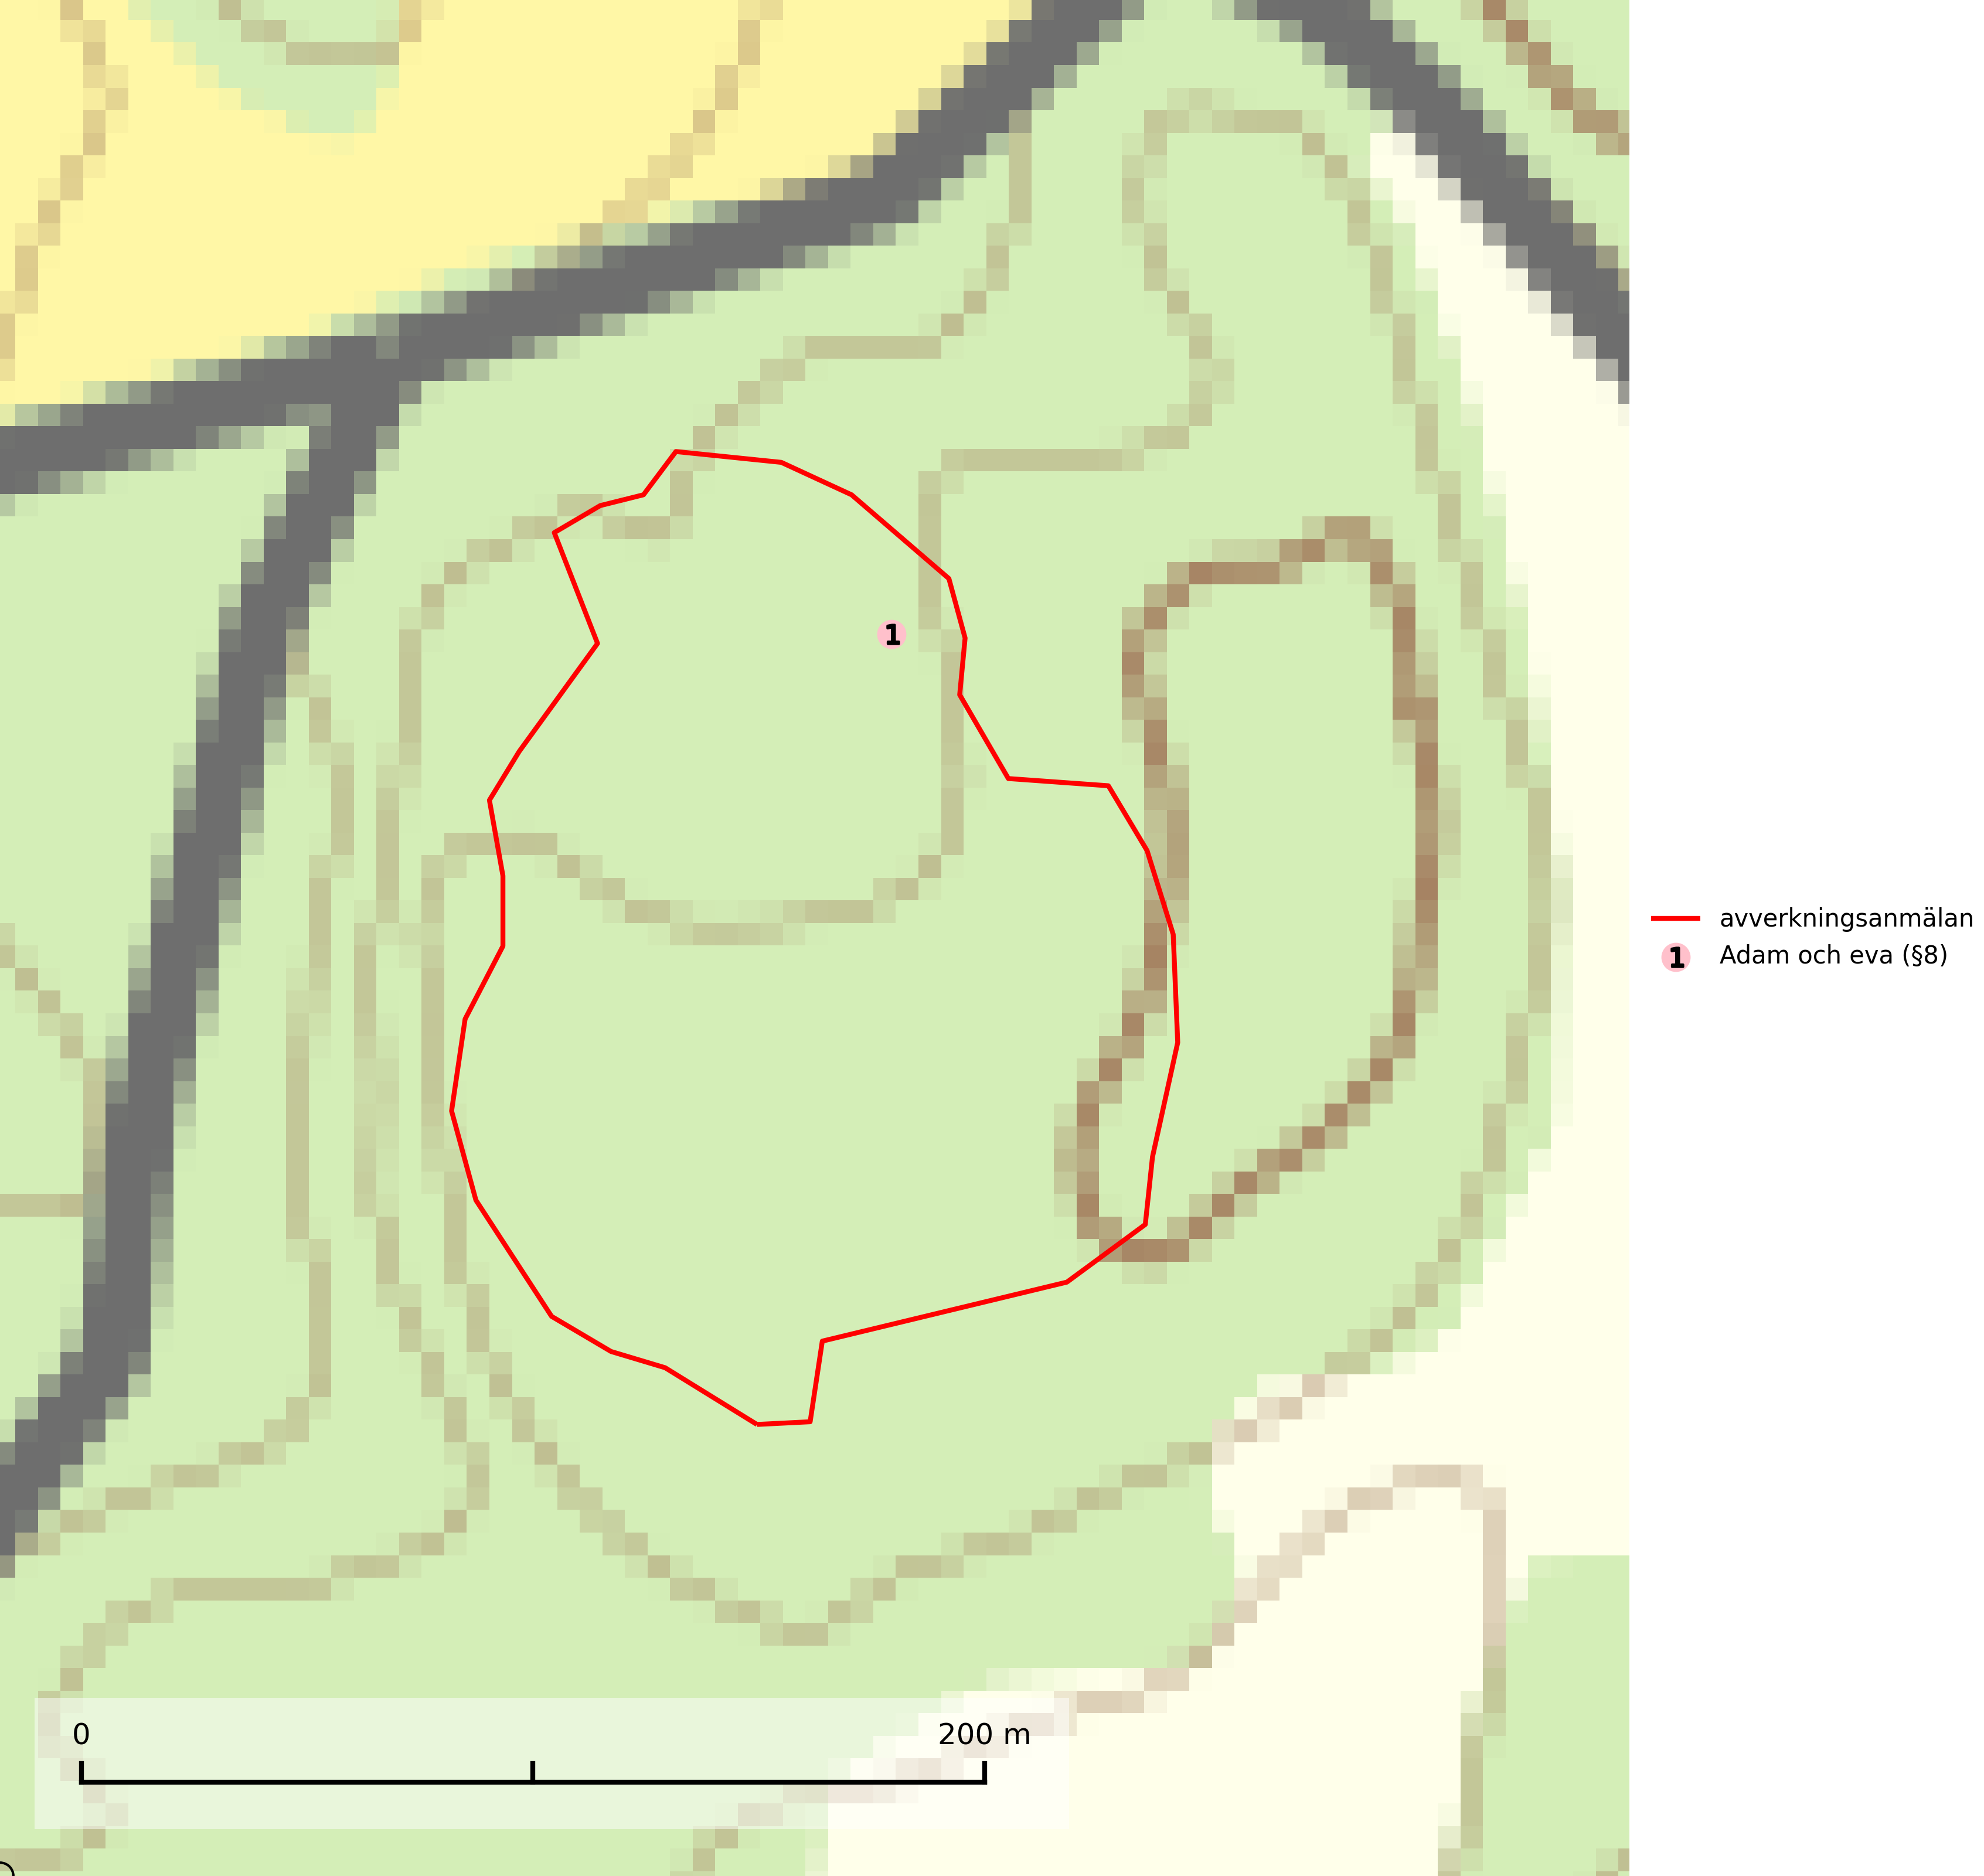 1
avverkningsanmälan
1 Adam och eva (§8)
0 200 m